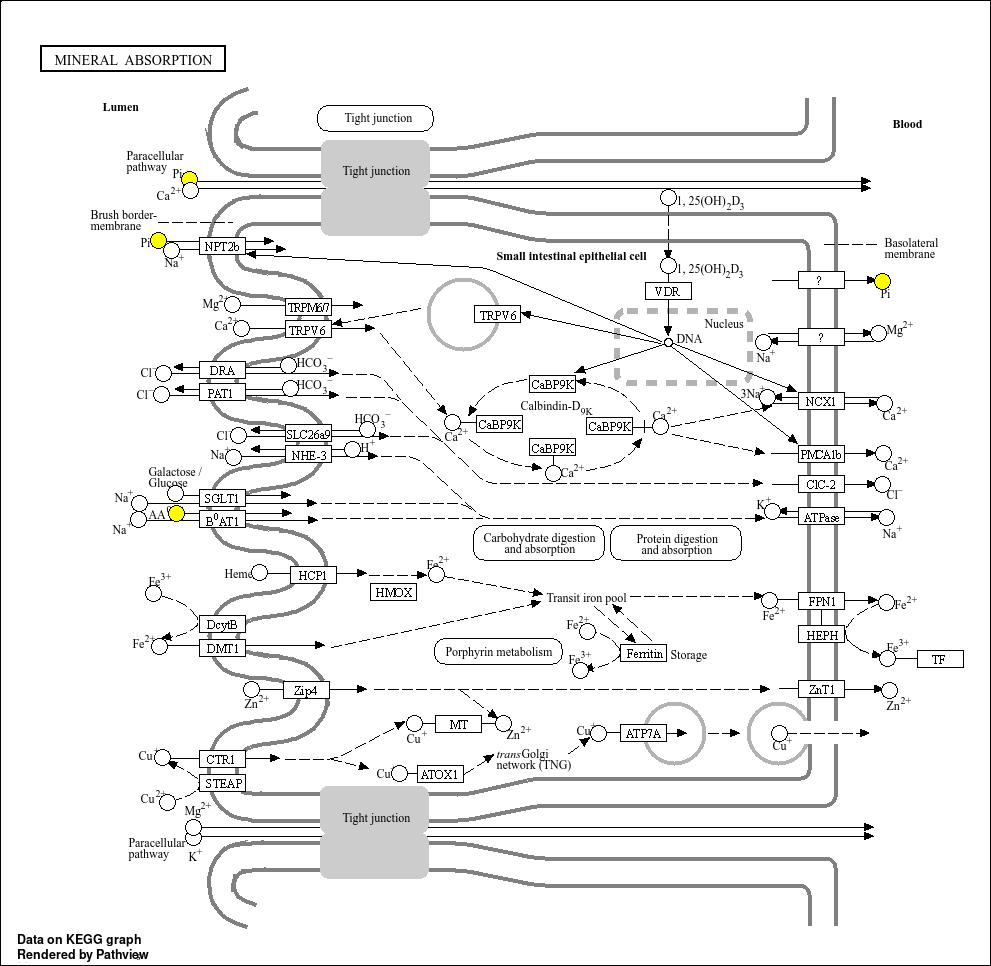 MINERAL ABSORPTION
Lumen
Tight junction
Blood
Paracellular
pathway
Pi
Ca2+
Tight junction
Brush border-
membrane
1, 25(OH)2D3
Pi
Na+
NPT2b
Small intestinal epithelial cell
Basolateral
membrane
1, 25(OH)2D3
VDR
?
Pi
Mg2+
TRPM6/7
Ca2+
TRPV6
TRPV6
Nucleus
DNA
?
Mg2+
Na+
Cl−
DRA
HCO3−
Cl−
PAT1
HCO3−
CaBP9K
Calbindin-D9K
3Na+
NCX1
Ca2+
Cl−
SLC26a9
HCO3−
Ca2+
CaBP9K
CaBP9K
Ca2+
Na+
NHE-3
H+
CaBP9K
Ca2+
PMCA1b
Ca2+
Galactose /
Glucose
ClC-2
Cl−
Na+
SGLT1
AA0
Na+
B0AT1
K+
ATPase
Na+
Carbohydrate digestion
and absorption
Protein digestion
and absorption
Heme
HCP1
HMOX
Fe2+
Fe3+
Transit iron pool
Fe2+
FPN1
Fe2+
DcytB
Fe2+
HEPH
Fe2+
DMT1
Porphyrin metabolism
Fe3+
Ferritin
Storage
Fe3+
TF
Zn2+
Zip4
ZnT1
Zn2+
Cu+
MT
Zn2+
Cu+
ATP7A
Cu+
Cu+
CTR1
Cu
ATOX1
transGolgi
network (TNG)
STEAP
Cu2+
Mg2+
Tight junction
Paracellular
pathway
K+
Data on KEGG graph
Rendered by Pathview